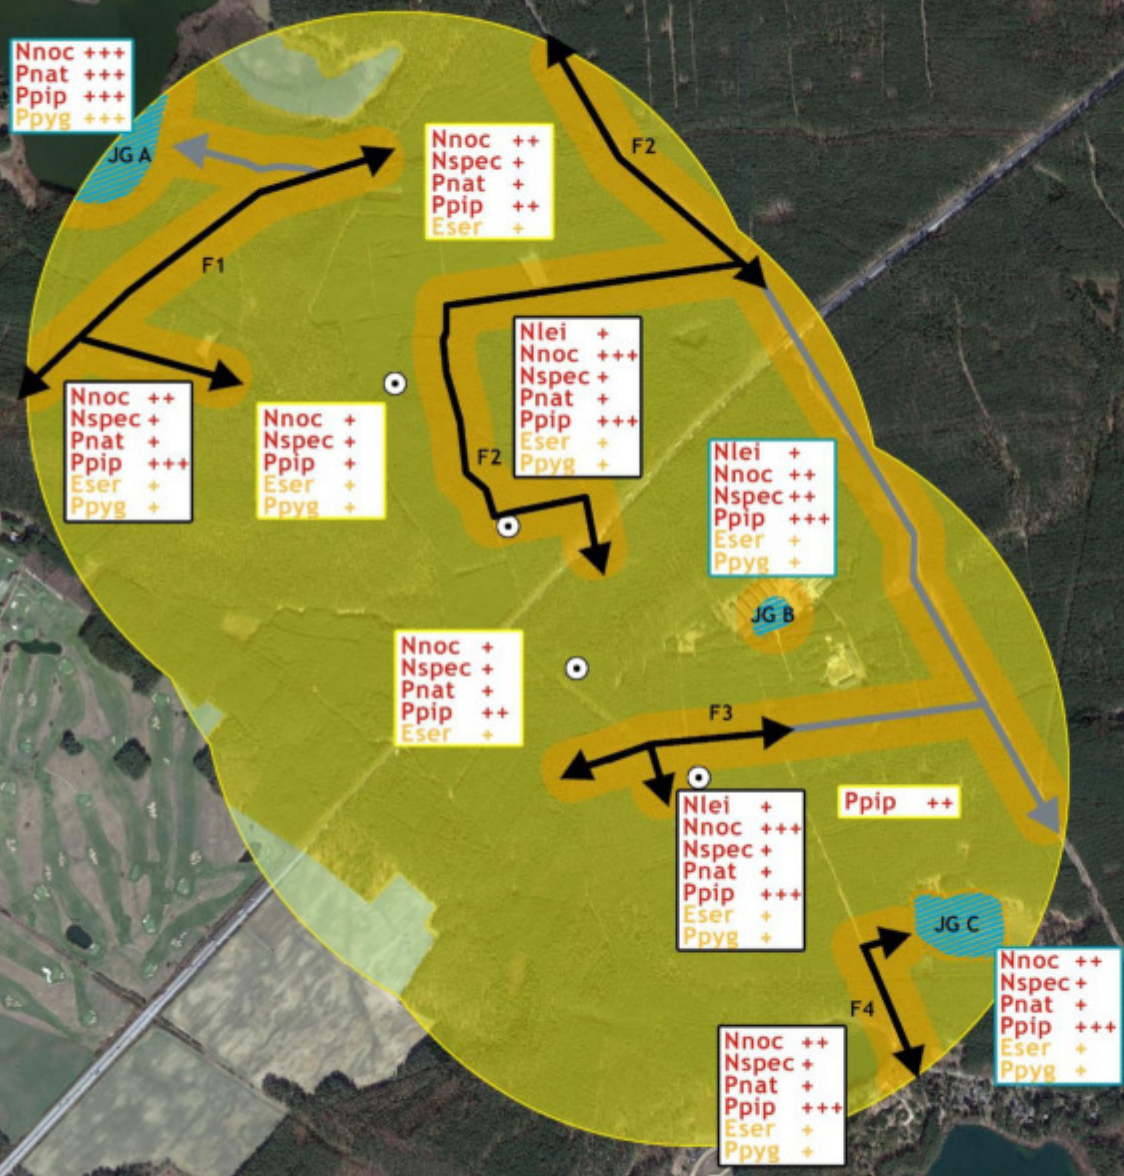 Nnoc +++
Pnat +++
Ppip +++
Ppyg +++
JG A
Nnoc ++
Nspec +
Pnat +
Ppip ++
Eser +
F2
F1
Nlei +
Nnoc +++
Nspec +
Pnat +
Ppip +++
Eser +
Ppyg +
Nnoc ++
Nspec +
Pnat +
Ppip +++
Eser +
Ppyg +
Nnoc +
Nspec +
Ppip +
Eser +
Ppyg +
F2
Nlei +
Nnoc ++
Nspec ++
Ppip +++
Eser +
Ppyg +
JG B
Nnoc +
Nspec +
Pnat +
Ppip ++
Eser +
F3
Nlei +
Nnoc +++
Nspec +
Pnat +
Ppip +++
Eser +
Ppyg +
Ppip ++
JG C
Nnoc ++
Nspec +
Pnat +
Ppip +++
Eser +
Ppyg +
F4
Nnoc ++
Nspec +
Pnat +
Ppip +++
Eser +
Ppyg +